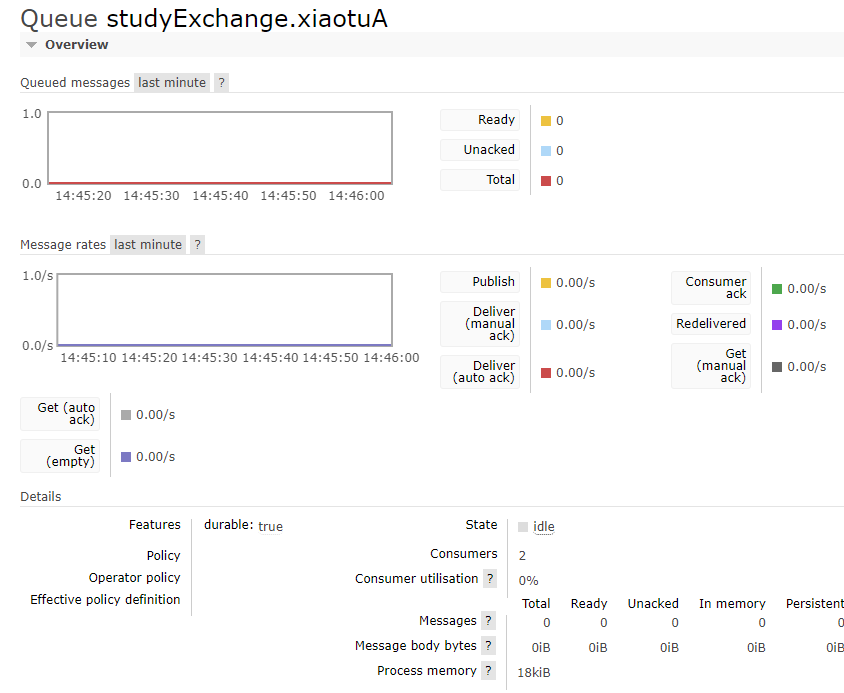 Queue studyExchange.xiaotuA
Overview
Queued messages last minute ?
1.0
0.0
14:45:20 14:45:30 14:45:40 14:45:50 14:46:00
Ready 0
Unacked 0
Total 0
Message rates last minute ?
1.0/s
0.0/s
14:45:10 14:45:20 14:45:30 14:45:40 14:45:50 14:46:00
Publish 0.00/s
Deliver
(manual
ack)
0.00/s
Deliver
(auto ack)
0.00/s
Consumer
ack
0.00/s
Redelivered 0.00/s
Get
(manual
ack)
0.00/s
Get (auto
ack)
0.00/s
Get
(empty)
0.00/s
Details
Features durable: true
Policy
Operator policy
Effective policy definition
State idle
Consumers 2
Consumer utilisation ? 0%
Total Ready Unacked In memory Persistent
Messages ? 0 0 0 0 0
Message body bytes ? 0iB 0iB 0iB 0iB 0iB
Process memory ? 18kiB